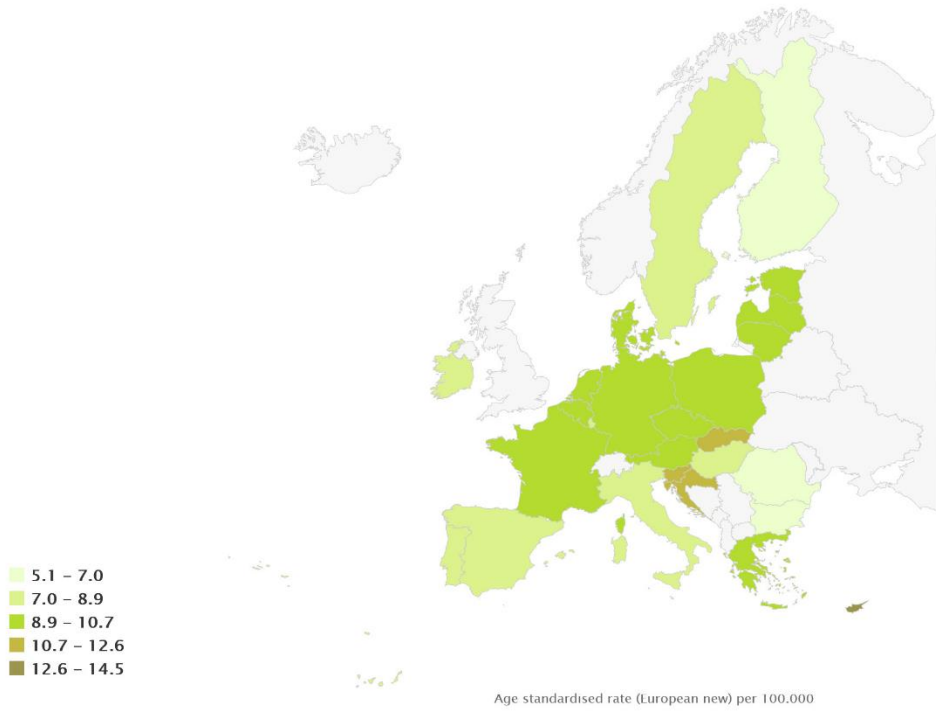 5.1 – 7.0
7.0 – 8.9
8.9 – 10.7
10.7 – 12.6
12.6 – 14.5
Age standardised rate (European new) per 100.000